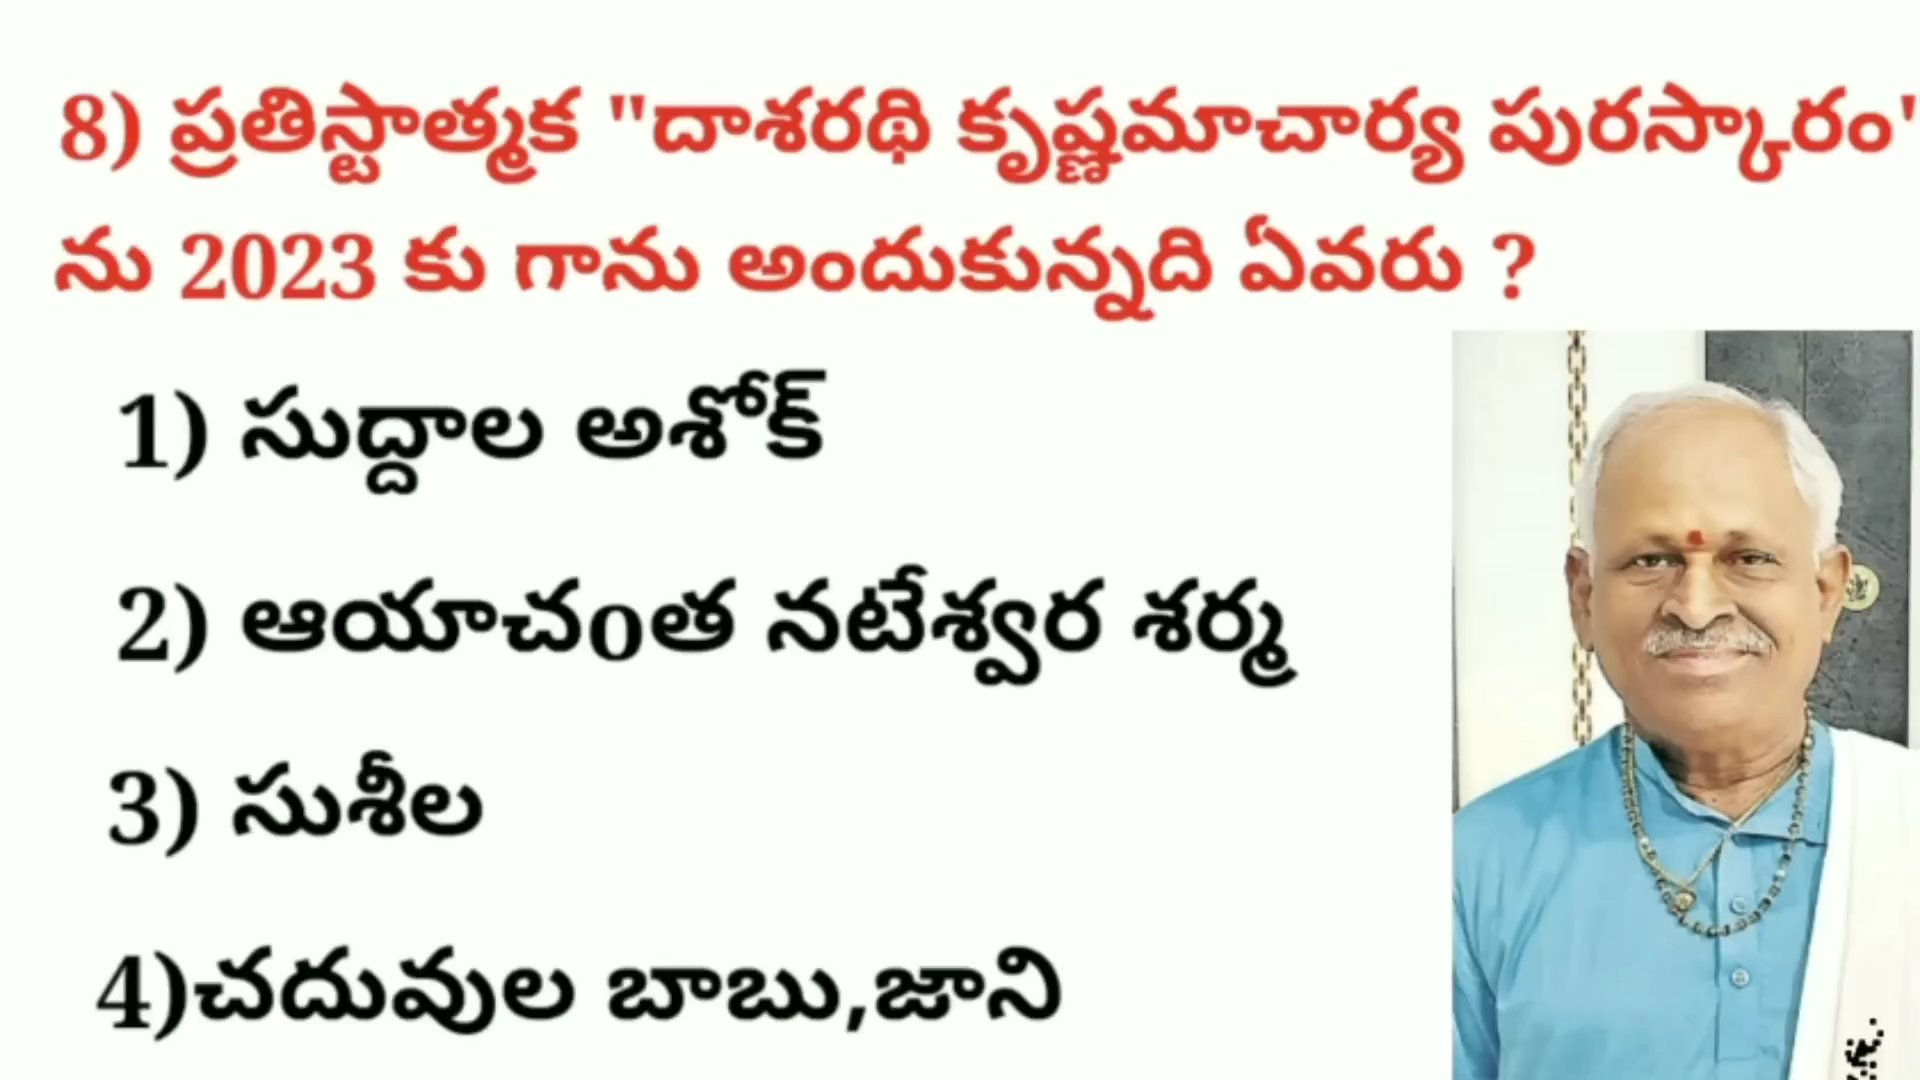 8) ప్రతిస్టాత్మక "దాశరథి కృష్ణమాచార్య పురస్కారం"
ను 2023 కు గాను అందుకున్నది ఏవరు ?
1) సుద్దాల అశోక్
2) ఆయాచoత నటేశ్వర శర్మ
3) సుశీల
4)చదువుల బాబు,జాని